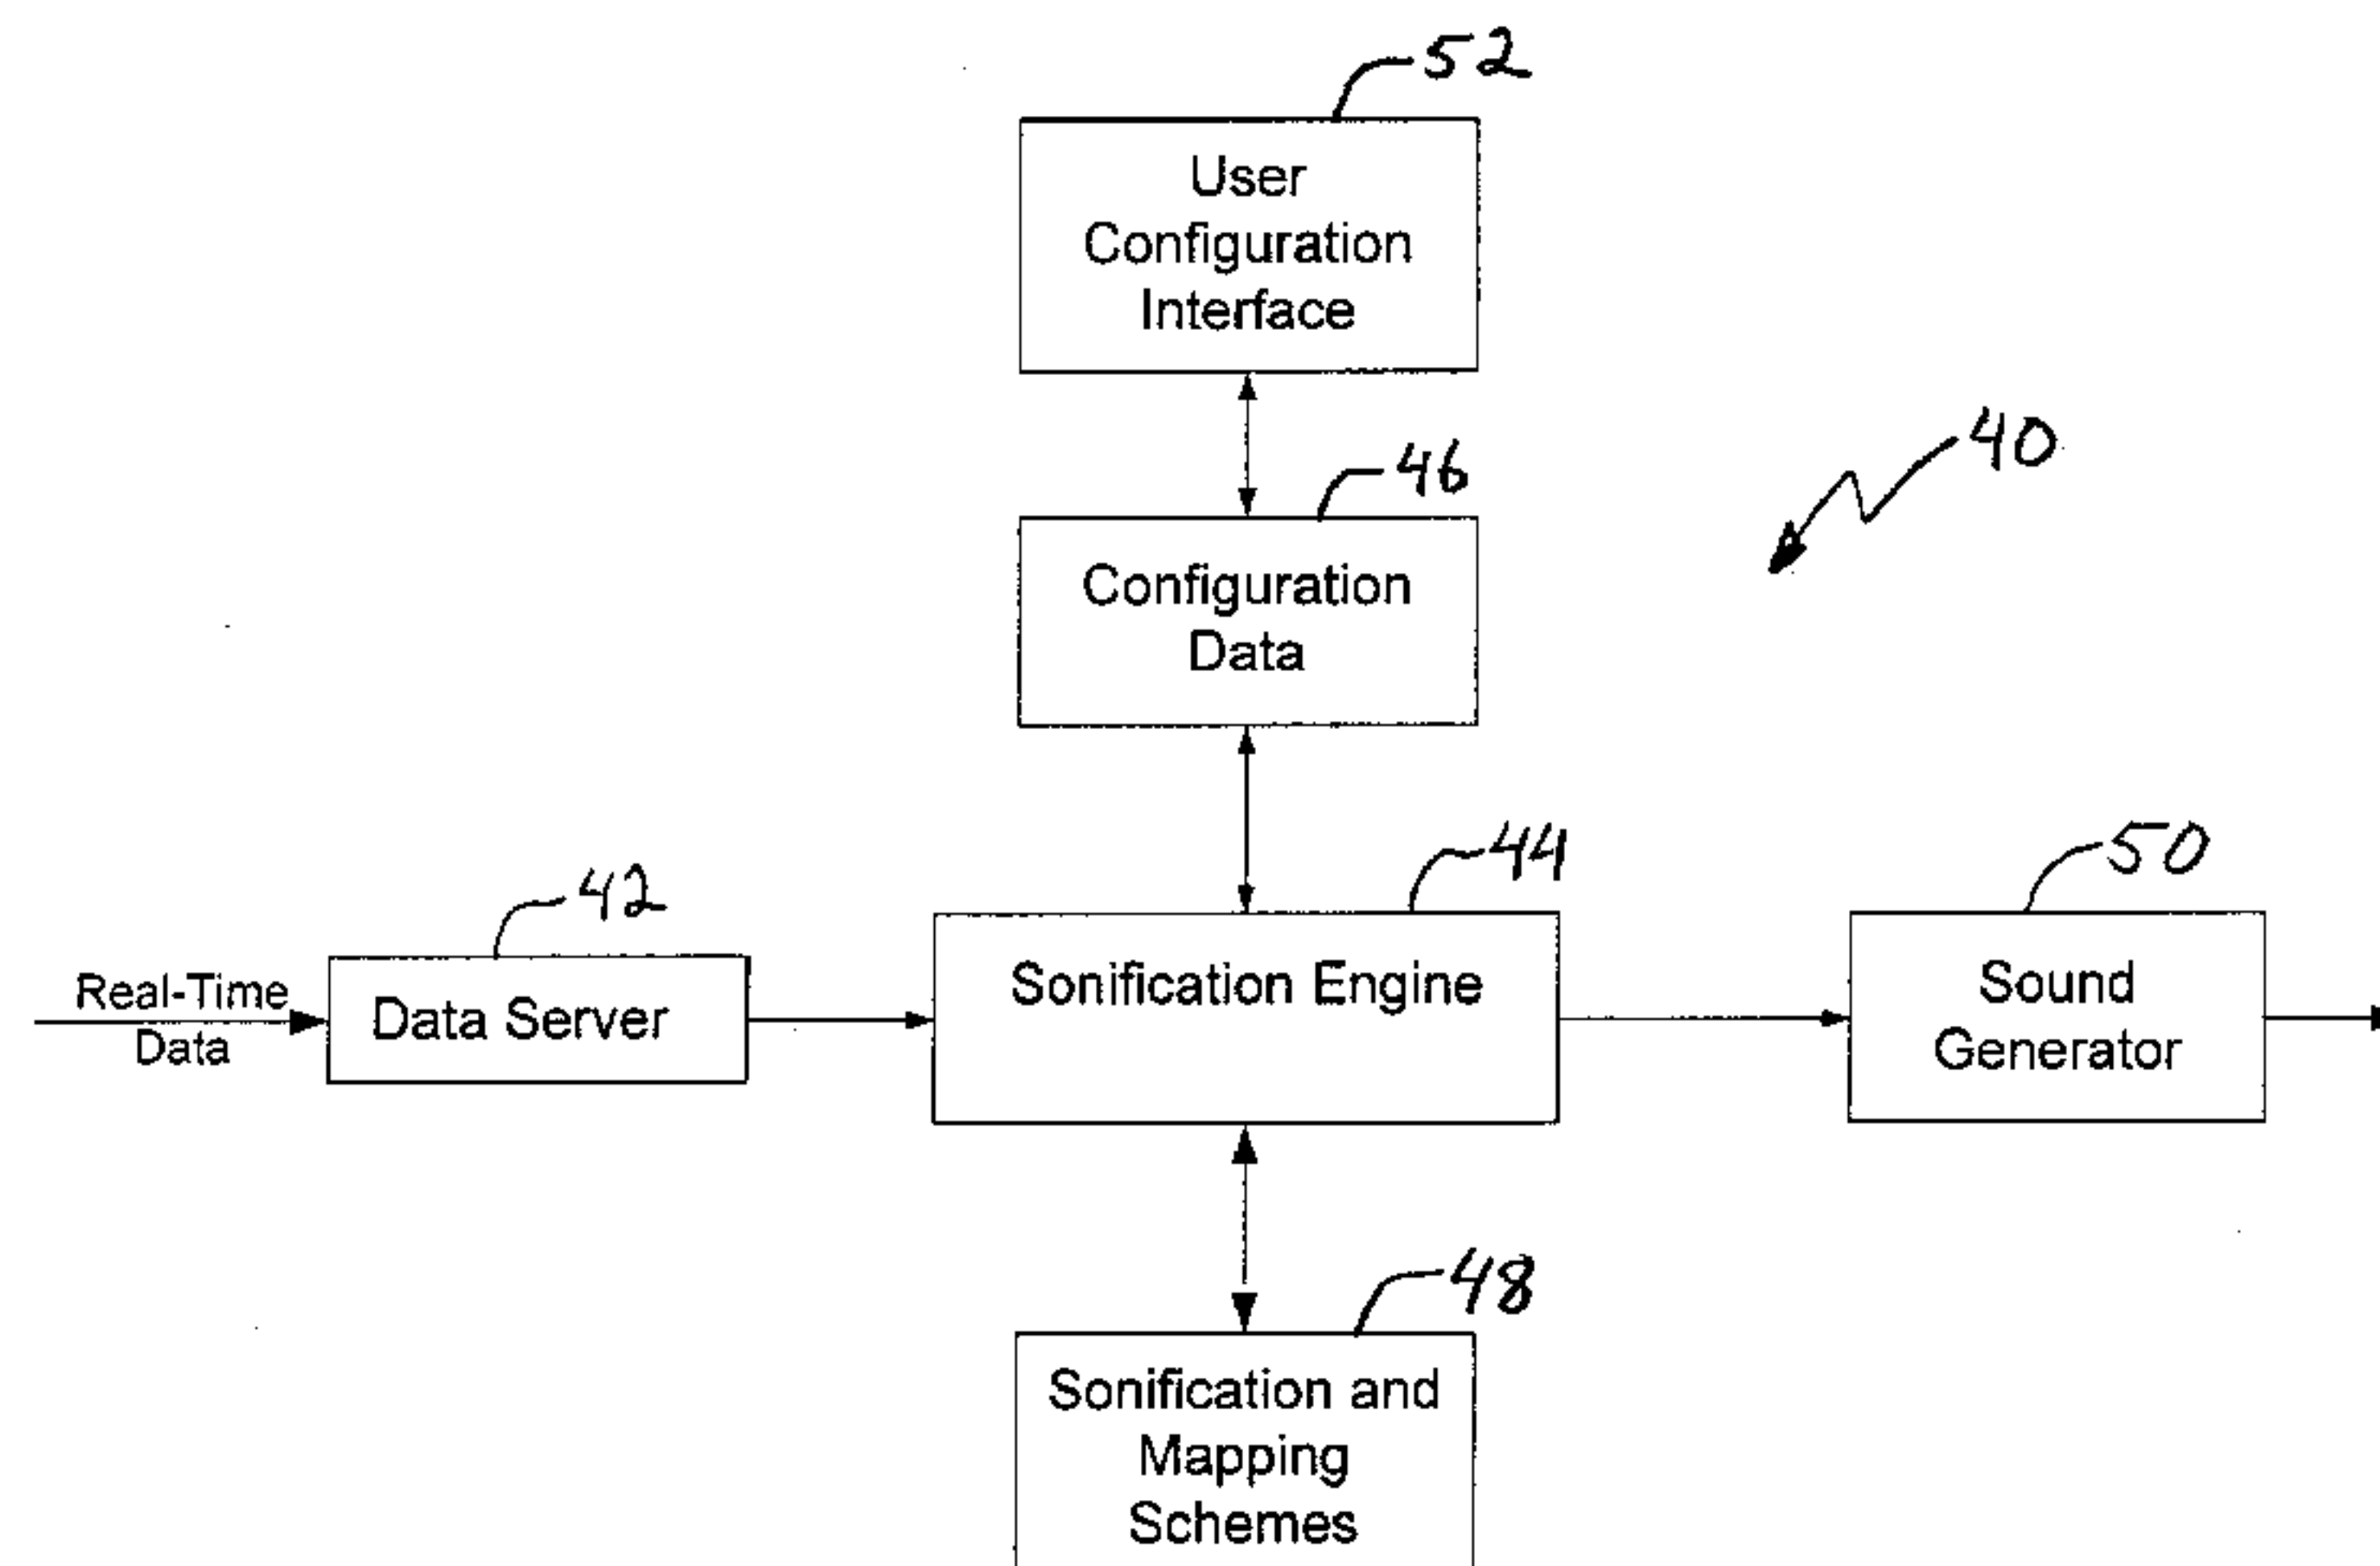 52
User
Configuration
Interface
40
46
Configuration
Data
44
50
42
Real-Time
Data
Data Server
Sonification Engine
Sound
Generator
48
Sonification and
Mapping
Schemes